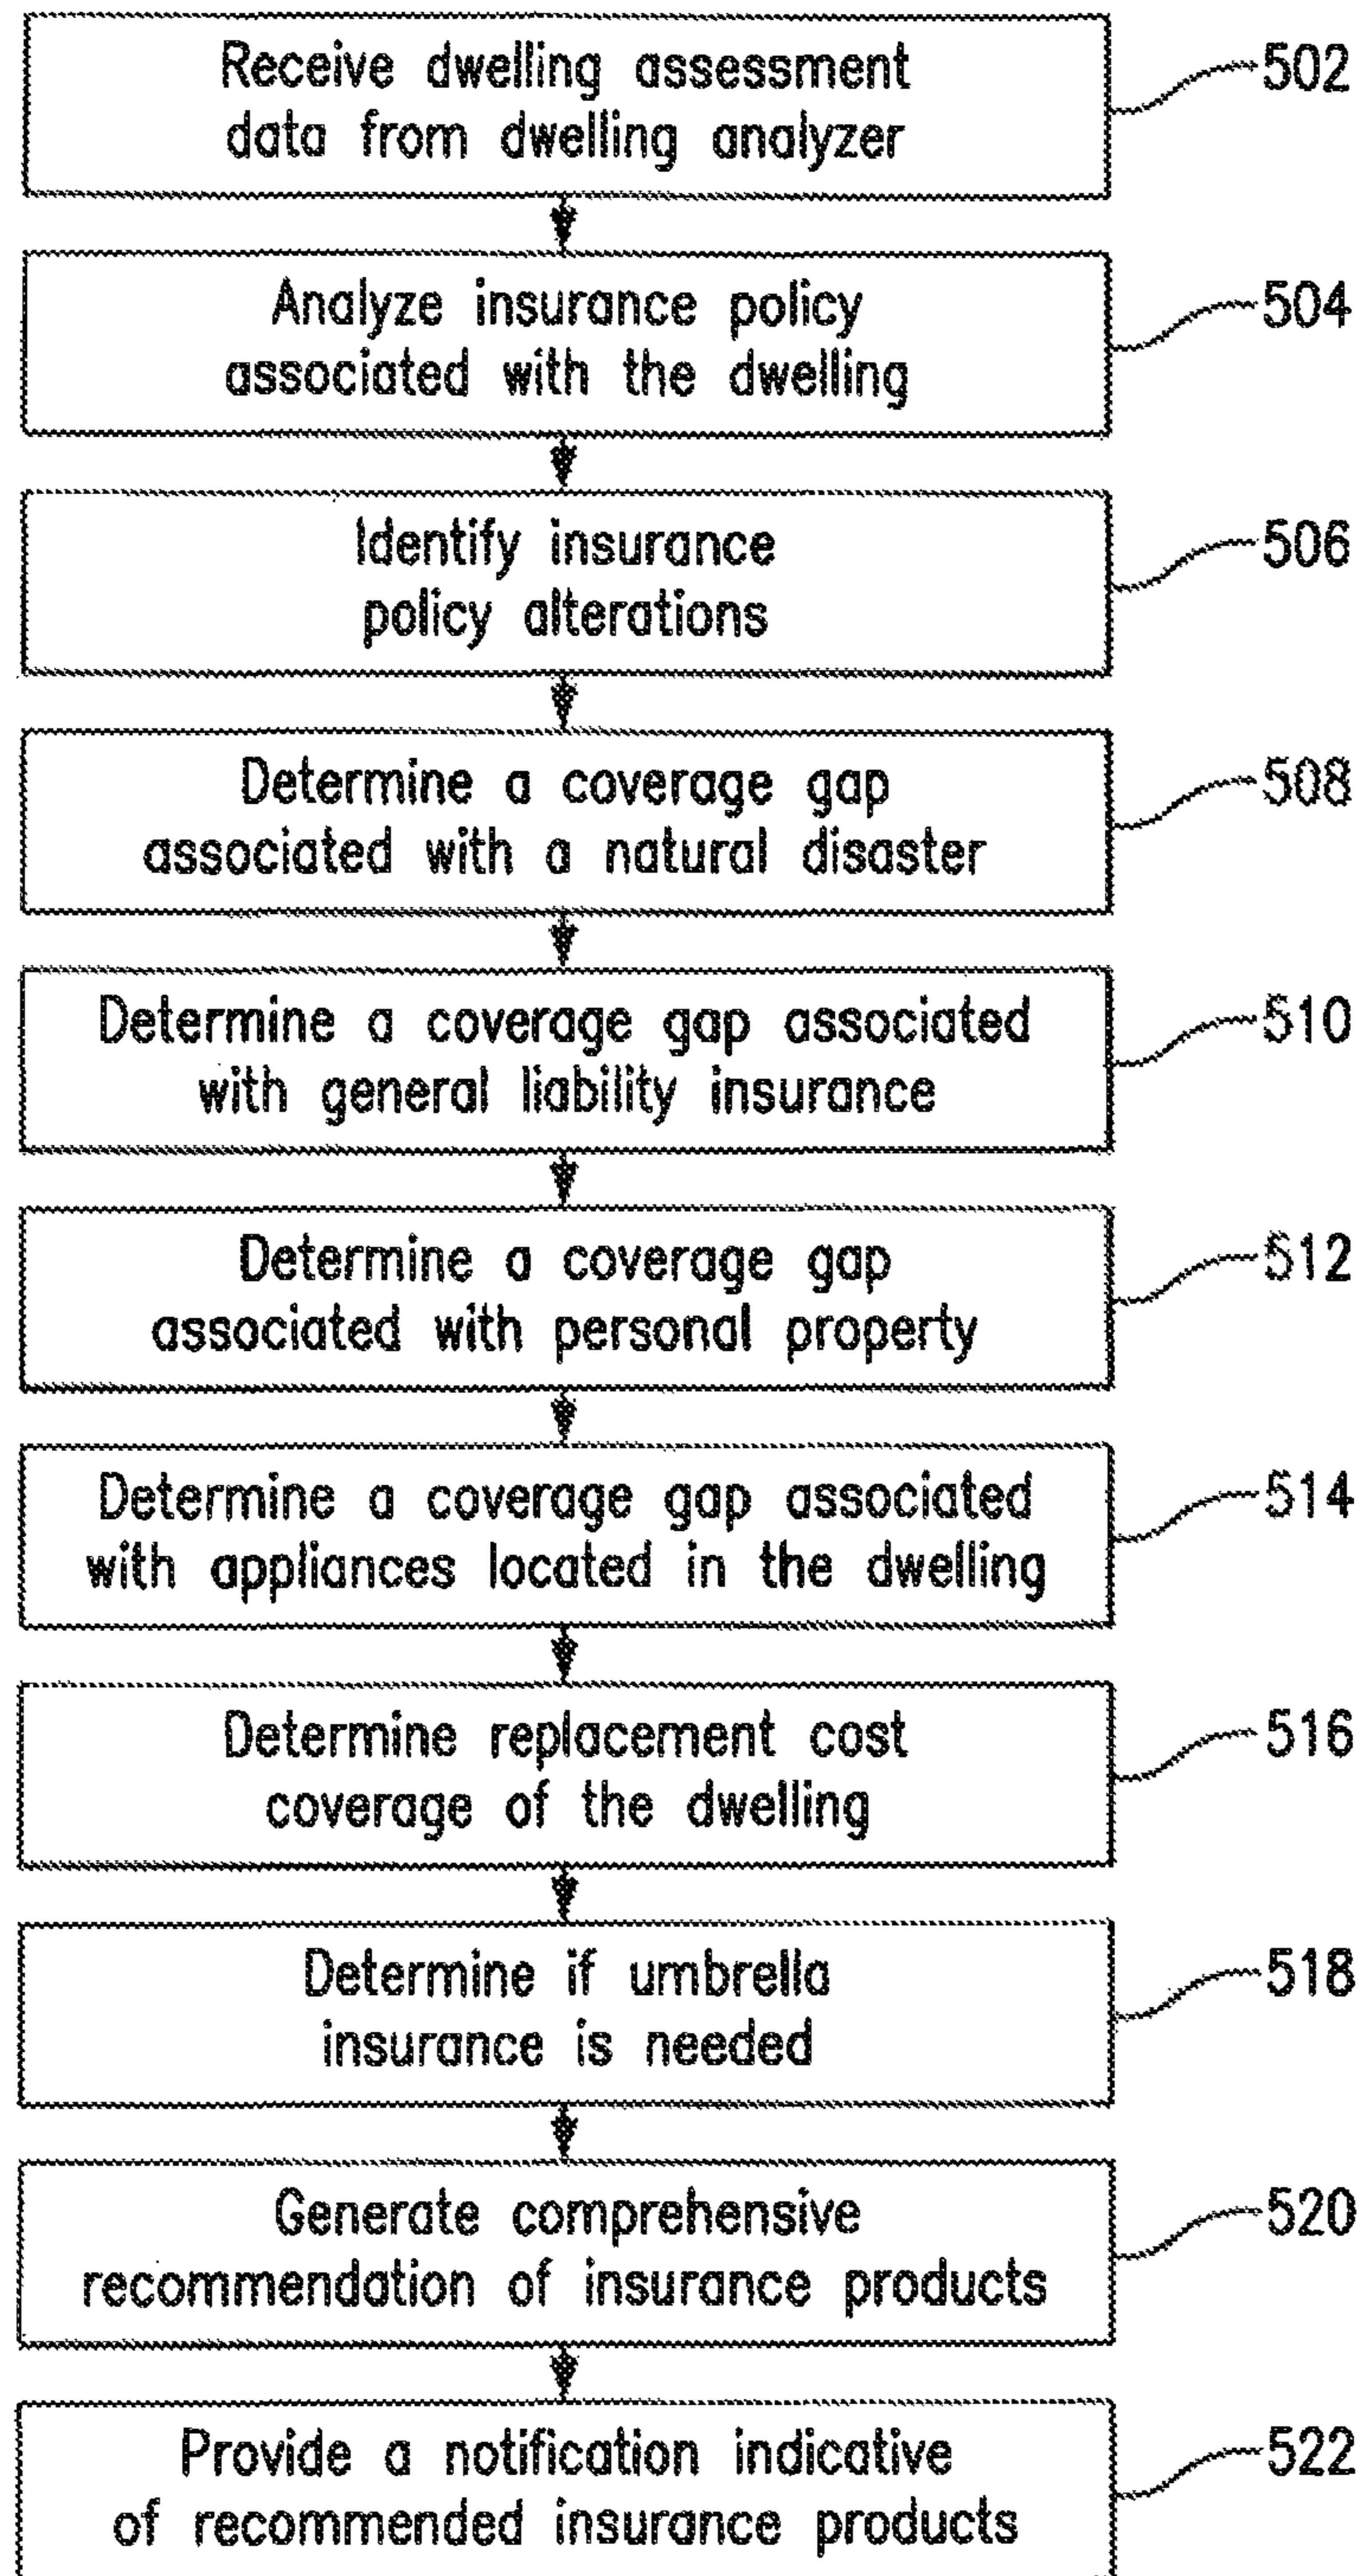 Receive dwelling assessment
data from dwelling analyzer
502
Analyze insurance policy
associated with the dwelling
504
Identify insurance
policy alterations
506
Determine a coverage gap
associated with a natural disaster
508
Determine a coverage gap associated
with general liability insurance
510
Determine a coverage gap
associated with personal property
512
Determine a coverage gap associated
with appliances located in the dwelling
514
Determine replacement cost
coverage of the dwelling
516
Determine if umbrella
insurance is needed
518
Generate comprehensive
recommendation of insurance products
520
Provide a notification indicative
of recommended insurance products
522